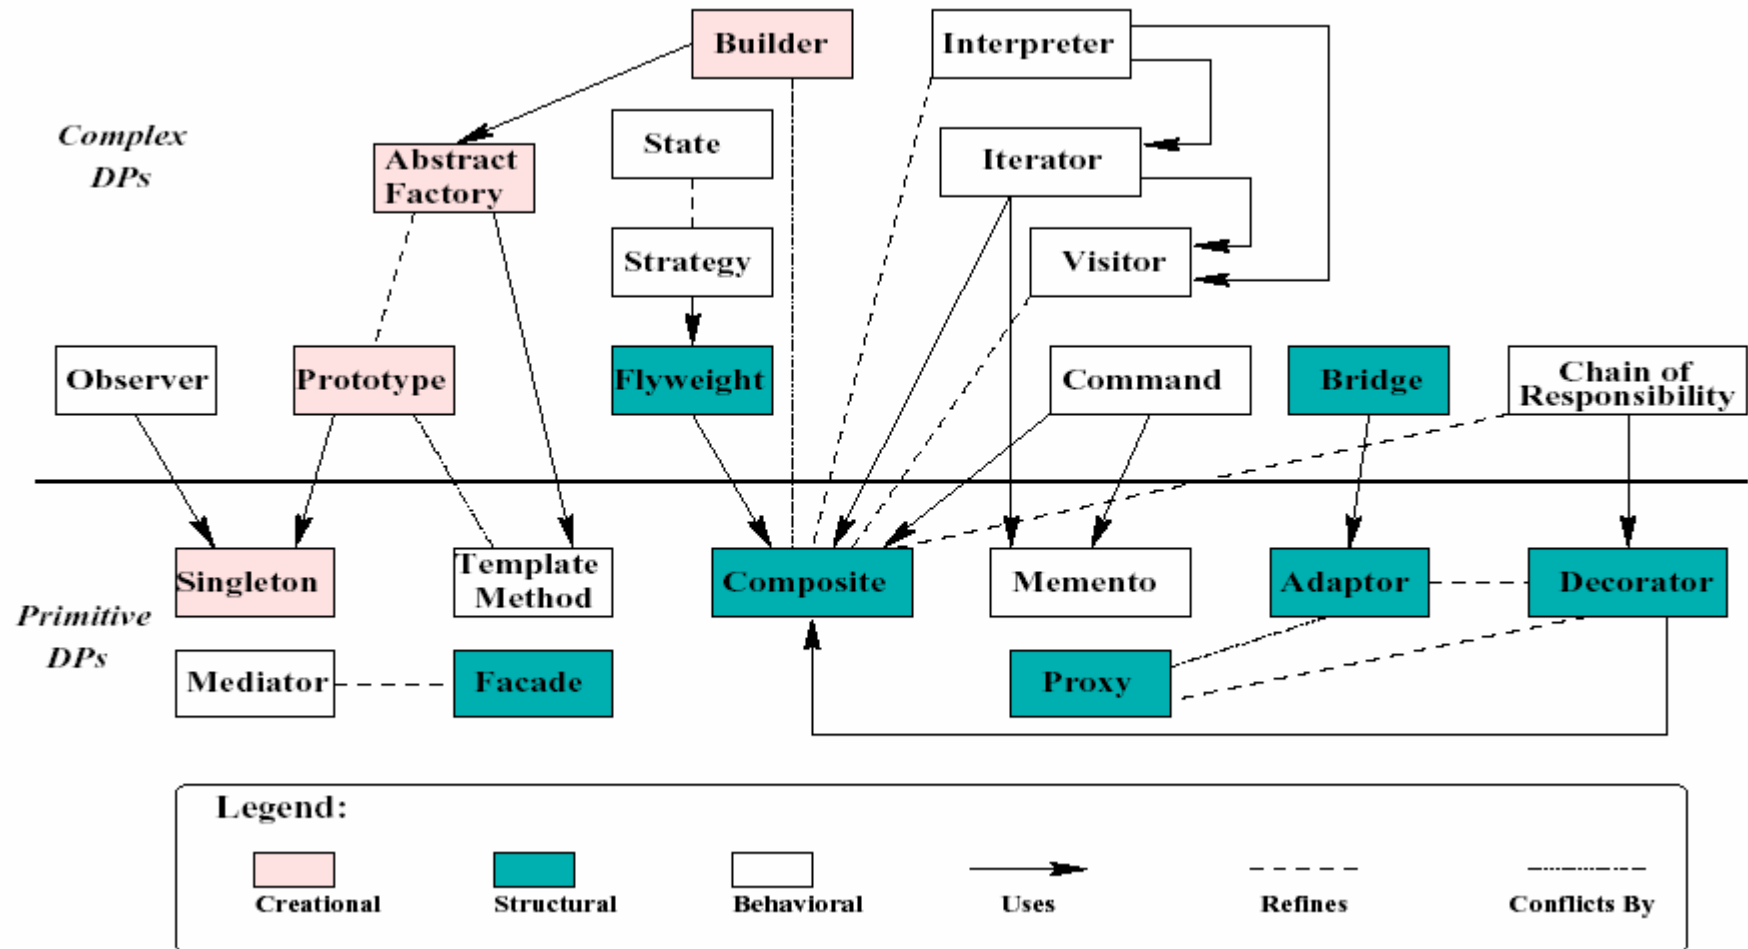 Builder
Interpreter
Complex
DPs
State
Abstract
Factory
Iterator
Strategy
Visitor
Observer
Prototype
Flyweight
Command
Bridge
Chain of
Responsibility
Singleton
Template
Method
Composite
Memento
Adaptor
Decorator
Primitive
DPs
Mediator
Facade
Proxy
Legend:
Creational
Structural
Behavioral
Uses
Refines
Conflicts By